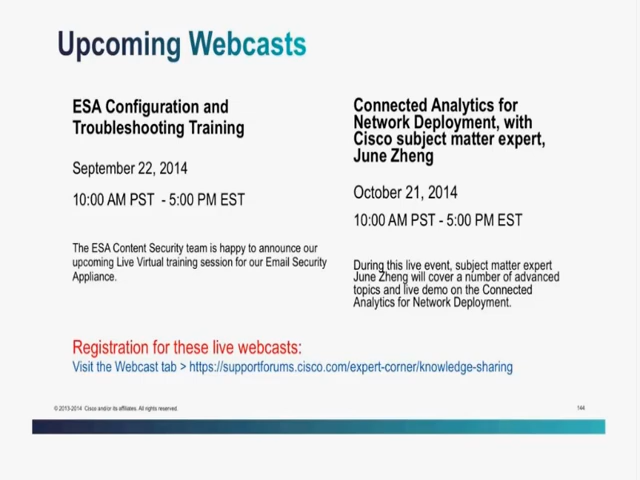 Upcoming Webcasts
ESA Configuration and
Troubleshooting Training
September 22, 2014
10:00 AM PST - 5:00 PM EST
The ESA Content Security team is happy to announce our
upcoming Live Virtual training session for our Email Security
Appliance.
Connected Analytics for
Network Deployment, with
Cisco subject matter expert,
June Zheng
October 21, 2014
10:00 AM PST - 5:00 PM EST
During this live event, subject matter expert
June Zheng will cover a number of advanced
topics and live demo on the Connected
Analytics for Network Deployment.
Registration for these live webcasts:
Visit the Webcast tab > https://supportforums.cisco.com/expert-corner/knowledge-sharing
© 2013-2014 Cisco and/or its affiliates. All rights reserved.
144